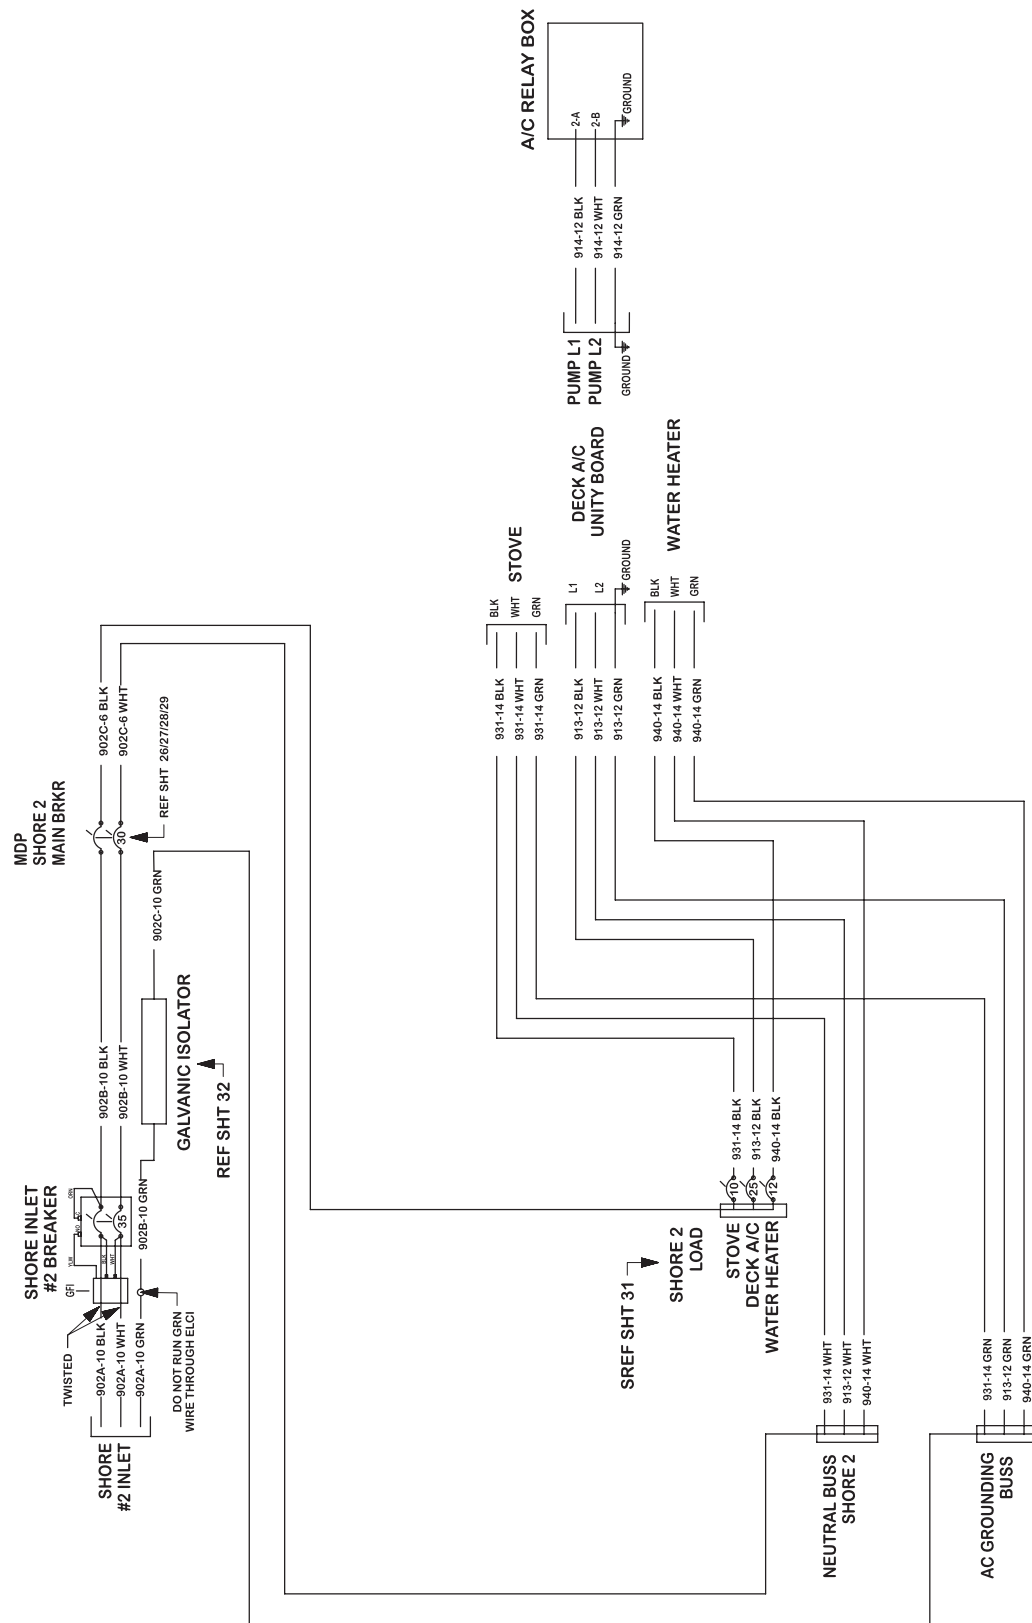 SHORE
#2 INLET
902A-10 BLK
902A-10 WHT
902A-10 GRN
TWISTED
DO NOT RUN GRN
WIRE THROUGH ELCI
GFI
SHORE INLET
#2 BREAKER
YLW
NO
C
GRN
BLK
WHT
35
902B-10 GRN
902B-10 BLK
902B-10 WHT
GALVANIC ISOLATOR
REF SHT 32
902C-10 GRN
MDP
SHORE 2
MAIN BRKR
30
REF SHT 26/27/28/29
902C-6 BLK
902C-6 WHT
SREF SHT 31
SHORE 2
LOAD
STOVE
DECK A/C
WATER HEATER
10
25
12
931-14 BLK
913-12 BLK
940-14 BLK
NEUTRAL BUSS
SHORE 2
931-14 WHT
913-12 WHT
940-14 WHT
AC GROUNDING
BUSS
931-14 GRN
913-12 GRN
940-14 GRN
931-14 BLK
931-14 WHT
931-14 GRN
BLK
WHT
GRN
STOVE
913-12 BLK
913-12 WHT
913-12 GRN
L1
L2
GROUND
DECK A/C
UNITY BOARD
940-14 BLK
940-14 WHT
940-14 GRN
BLK
WHT
GRN
WATER HEATER
PUMP L1
PUMP L2
GROUND
914-12 BLK
914-12 WHT
914-12 GRN
2-A
2-B
GROUND
A/C RELAY BOX